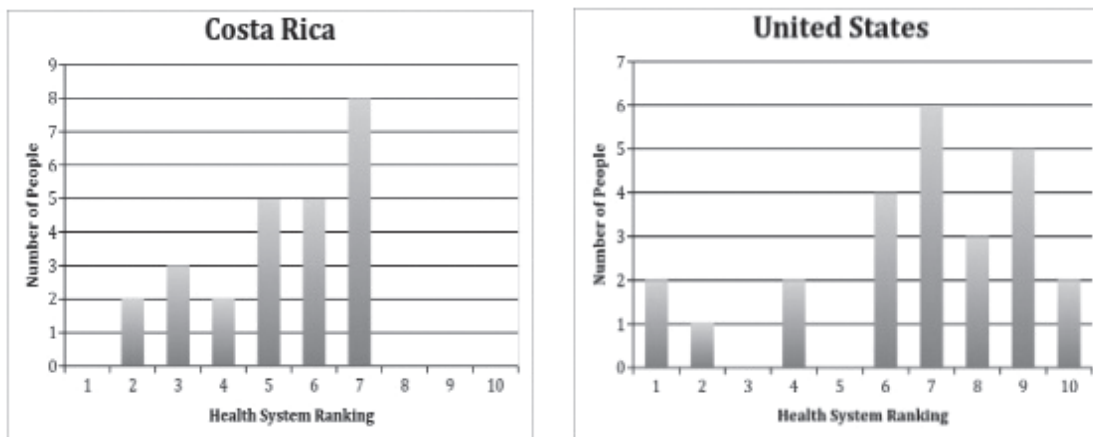 Costa Rica
9
8
7
6
5
4
3
2
1
0
Number of People
1 2 3 4 5 6 7 8 9 10
Health System Ranking
United States
7
6
5
4
3
2
1
0
Number of People
1 2 3 4 5 6 7 8 9 10
Health System Ranking